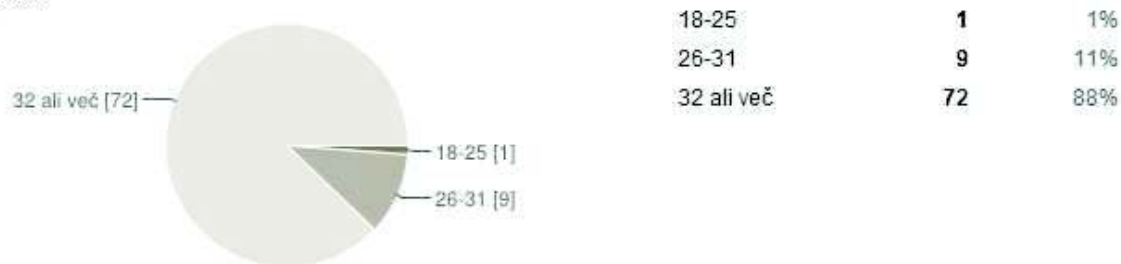 32 ali več [72]
18-25 [1]
26-31 [9]
18-25 1 1%
26-31 9 11%
32 ali več 72 88%